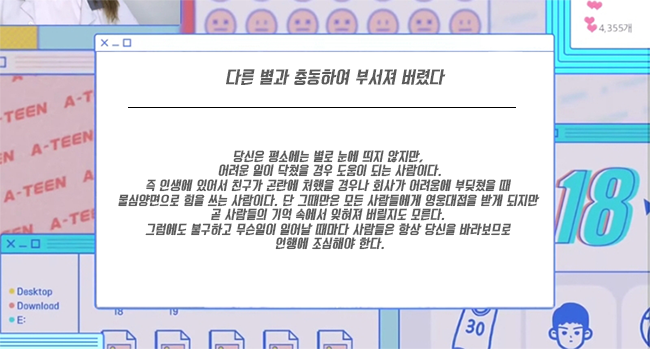 4,355개
A-TEEN
A-TEEN
A-TEEN
A-TEEN
다른 별과 충동하여 부서져 버렸다
당신은 평소에는 별로 눈에 띄지 않지만,
어려운 일이 닥쳤을 경우 도움이 되는 사람이다.
즉 인생에 있어서 친구가 곤란에 처했을 경우나 회사가 어려움에 부딪쳤을 때
물심양면으로 힘을 쓰는 사람이다. 단 그때만은 모든 사람들에게 영웅대접을 받게 되지만
곧 사람들의 기억 속에서 잊혀져 버릴지도 모른다.
그럼에도 불구하고 무슨일이 일어날 때마다 사람들은 항상 당신을 바라보므로
언행에 조심해야 한다.
18
Desktop
Download
E:
18 19
30